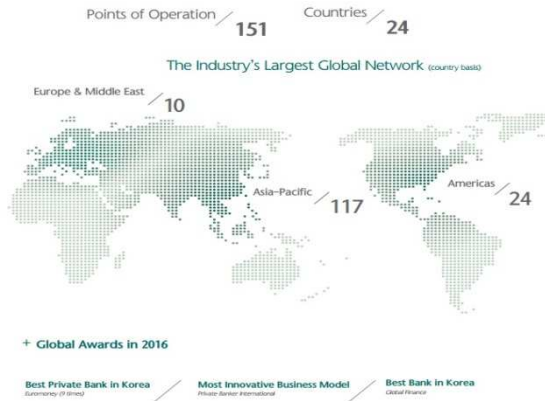 Points of Operation 151
Countries 24
The Industry's Largest Global Network (country basis)
Europe & Middle East 10
Asia-Pacific 117
Americas 24
+ Global Awards in 2016
Best Private Bank in Korea
Euromoney (9 times)
Most Innovative Business Model
Private Banker International
Best Bank in Korea
Global Finance